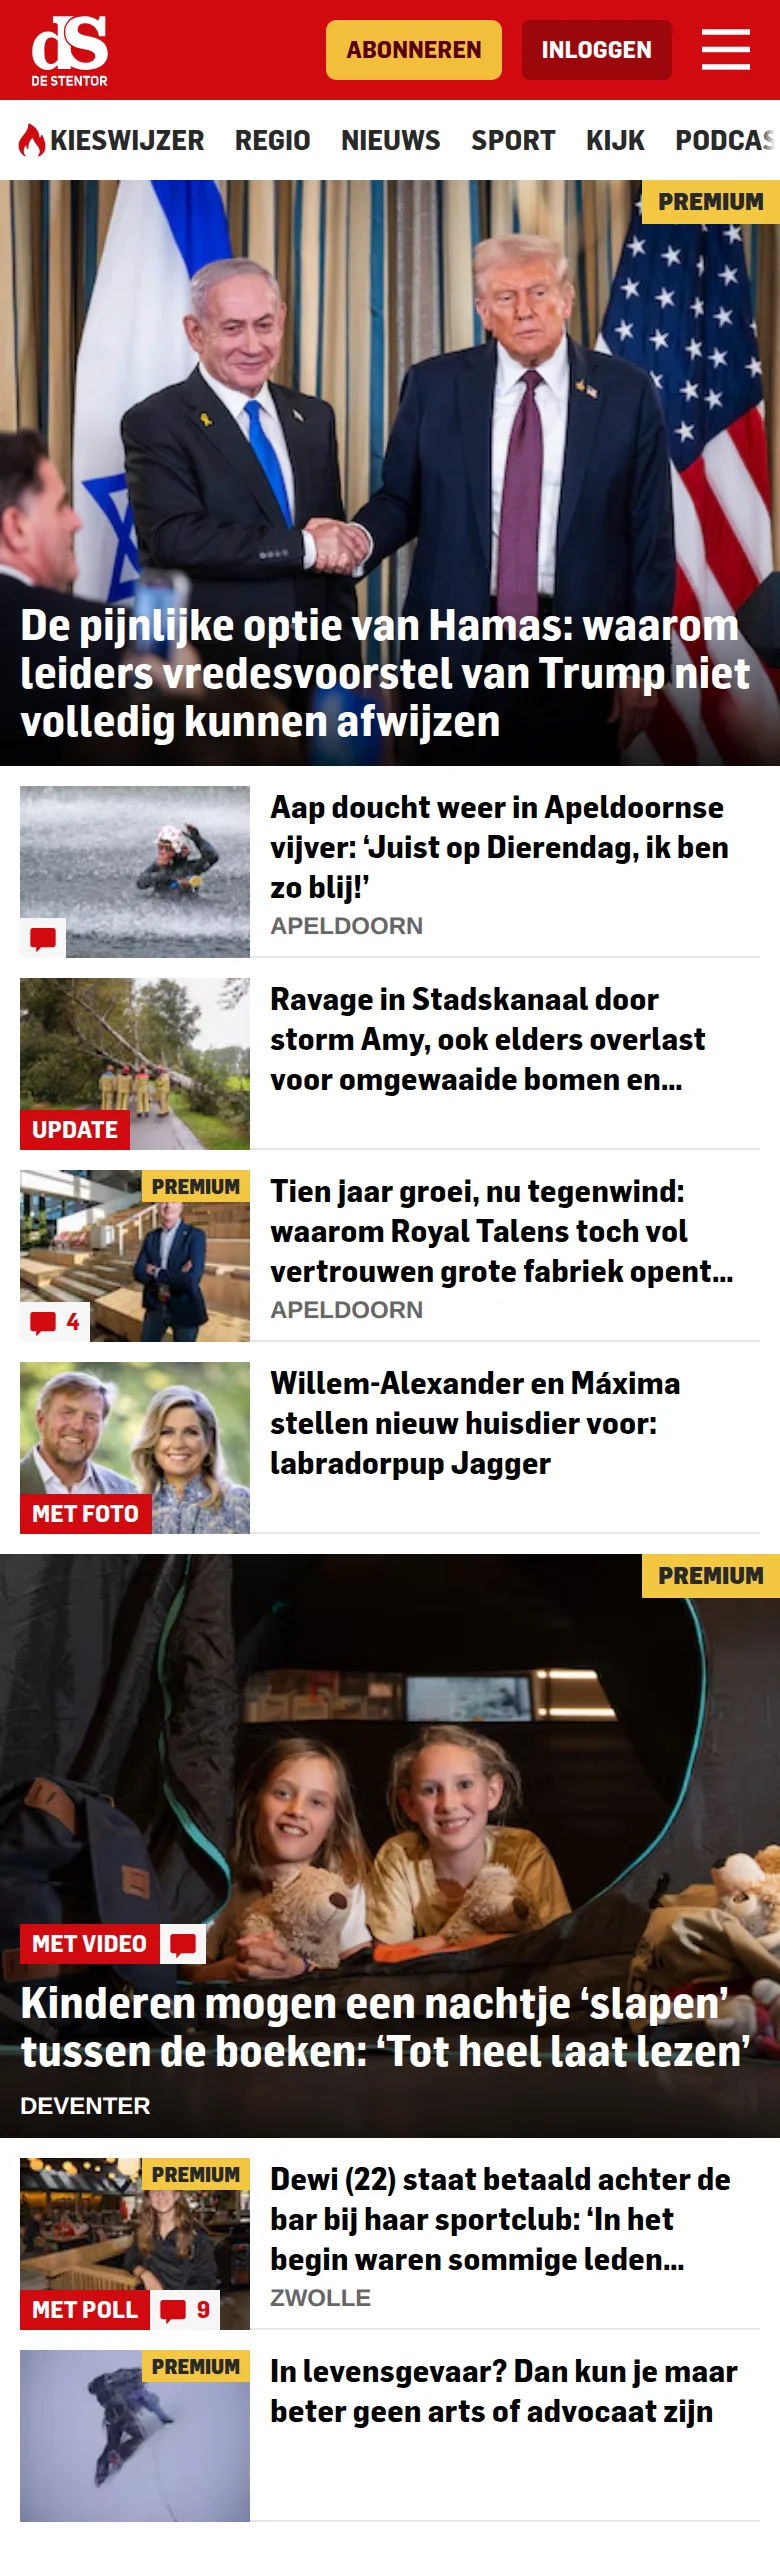 dS
DE STENTOR
ABONNEREN
INLOGGEN
KIESWIJZER REGIO NIEUWS SPORT KIJK PODCAS
PREMIUM
De pijnlijke optie van Hamas: waarom
leiders vredesvoorstel van Trump niet
volledig kunnen afwijzen
Aap doucht weer in Apeldoornse
vijver: ‘Juist op Dierendag, ik ben
zo blij!’
APELDOORN
Ravage in Stadskanaal door
storm Amy, ook elders overlast
voor omgewaaide bomen en...
UPDATE
PREMIUM
Tien jaar groei, nu tegenwind:
waarom Royal Talens toch vol
vertrouwen grote fabriek opent...
APELDOORN
4
Willem-Alexander en Máxima
stellen nieuw huisdier voor:
labradorpup Jagger
MET FOTO
PREMIUM
MET VIDEO
Kinderen mogen een nachtje ‘slapen’
tussen de boeken: ‘Tot heel laat lezen’
DEVENTER
PREMIUM
Dewi (22) staat betaald achter de
bar bij haar sportclub: ‘In het
begin waren sommige leden...
ZWOLLE
MET POLL
9
PREMIUM
In levensgevaar? Dan kun je maar
beter geen arts of advocaat zijn